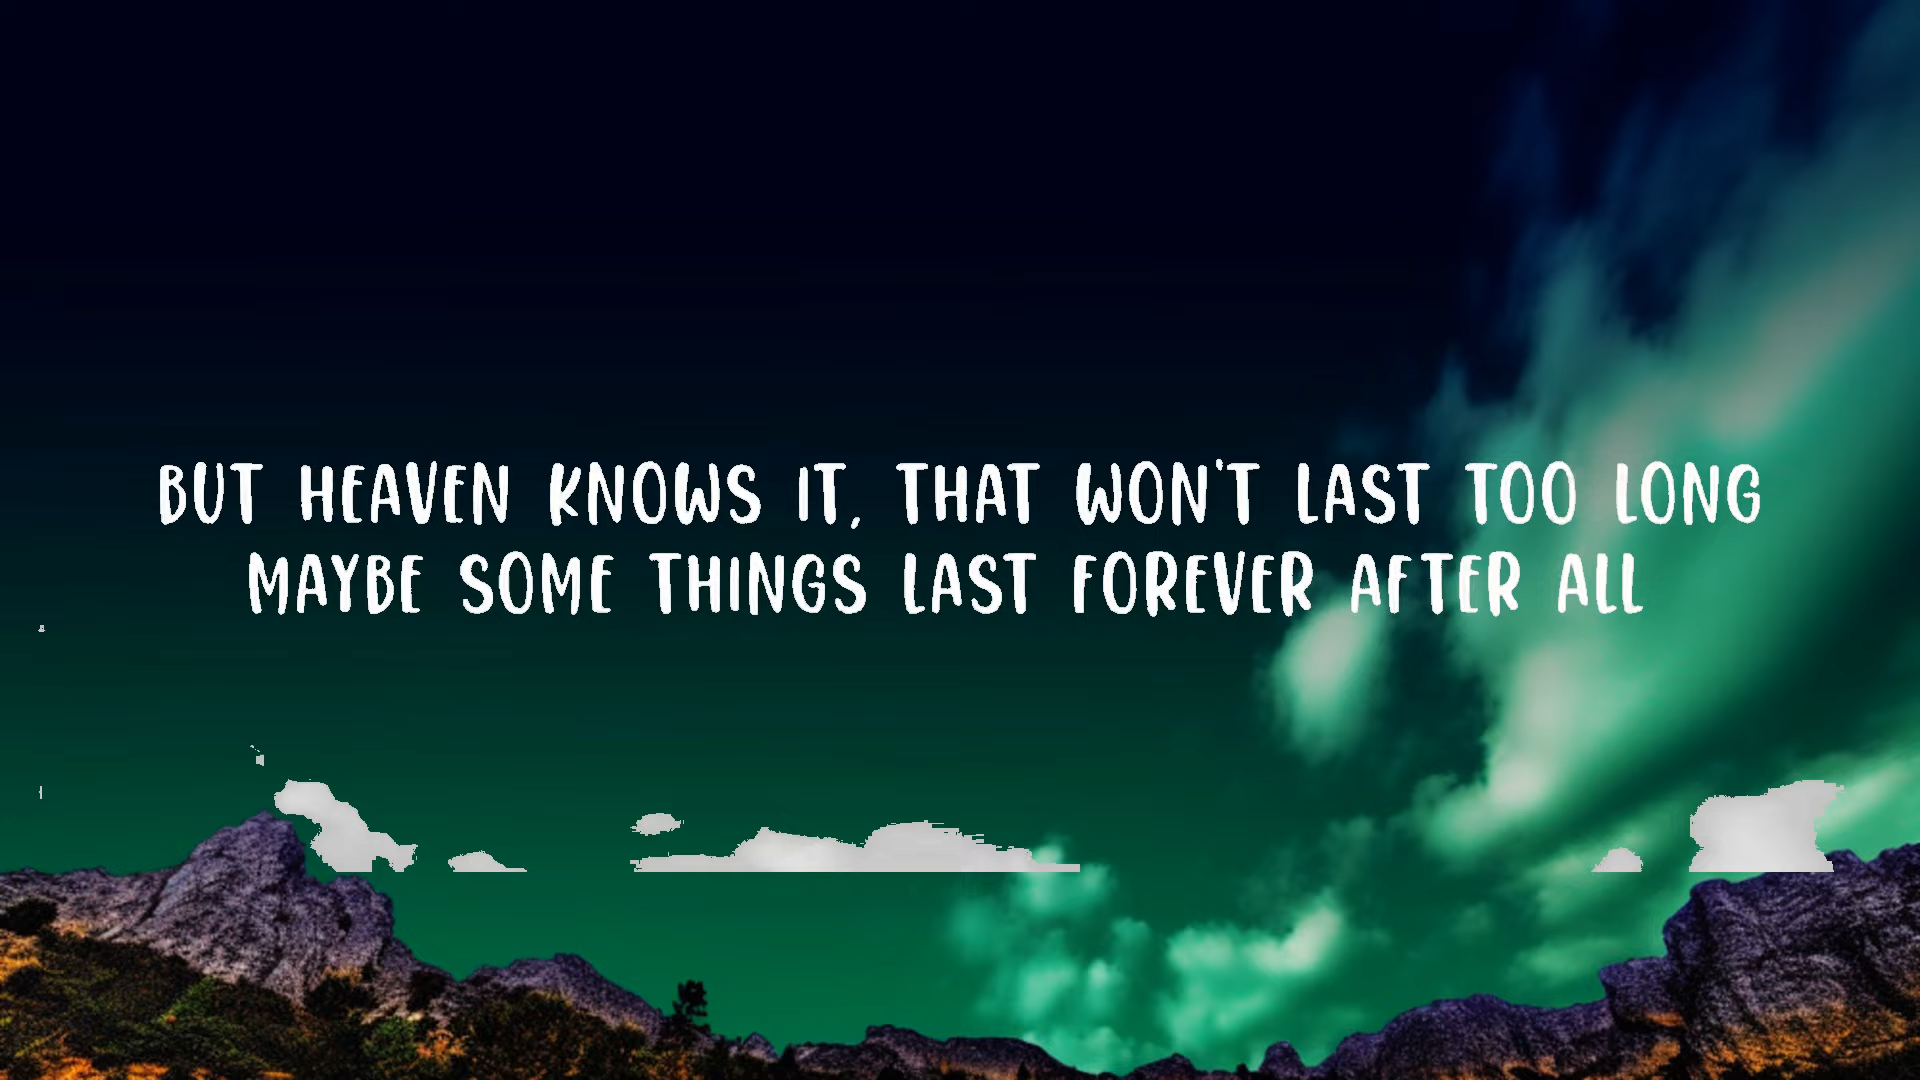 BUT HEAVEN KNOWS IT, THAT WON'T LAST TOO LONG
MAYBE SOME THINGS LAST FOREVER AFTER ALL